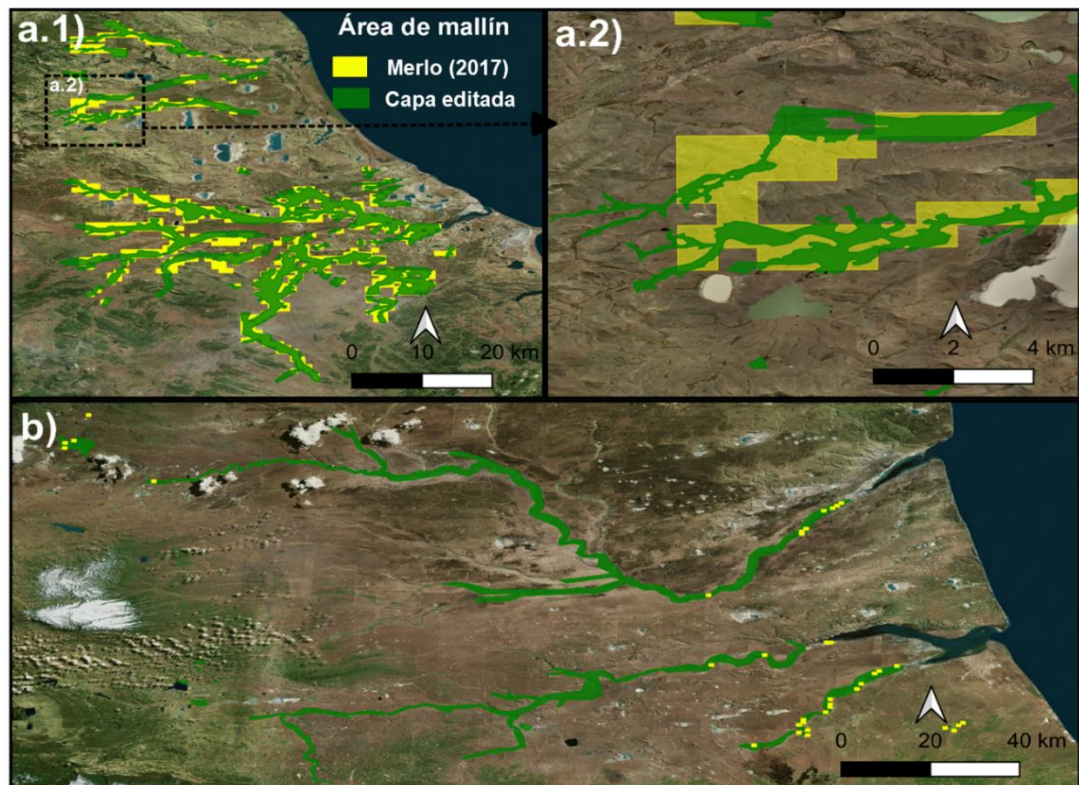 a.1)
Área de mallín
Merlo (2017)
Capa editada
a.2)
0 10 20 km
a.2)
0 2 4 km
b)
0 20 40 km